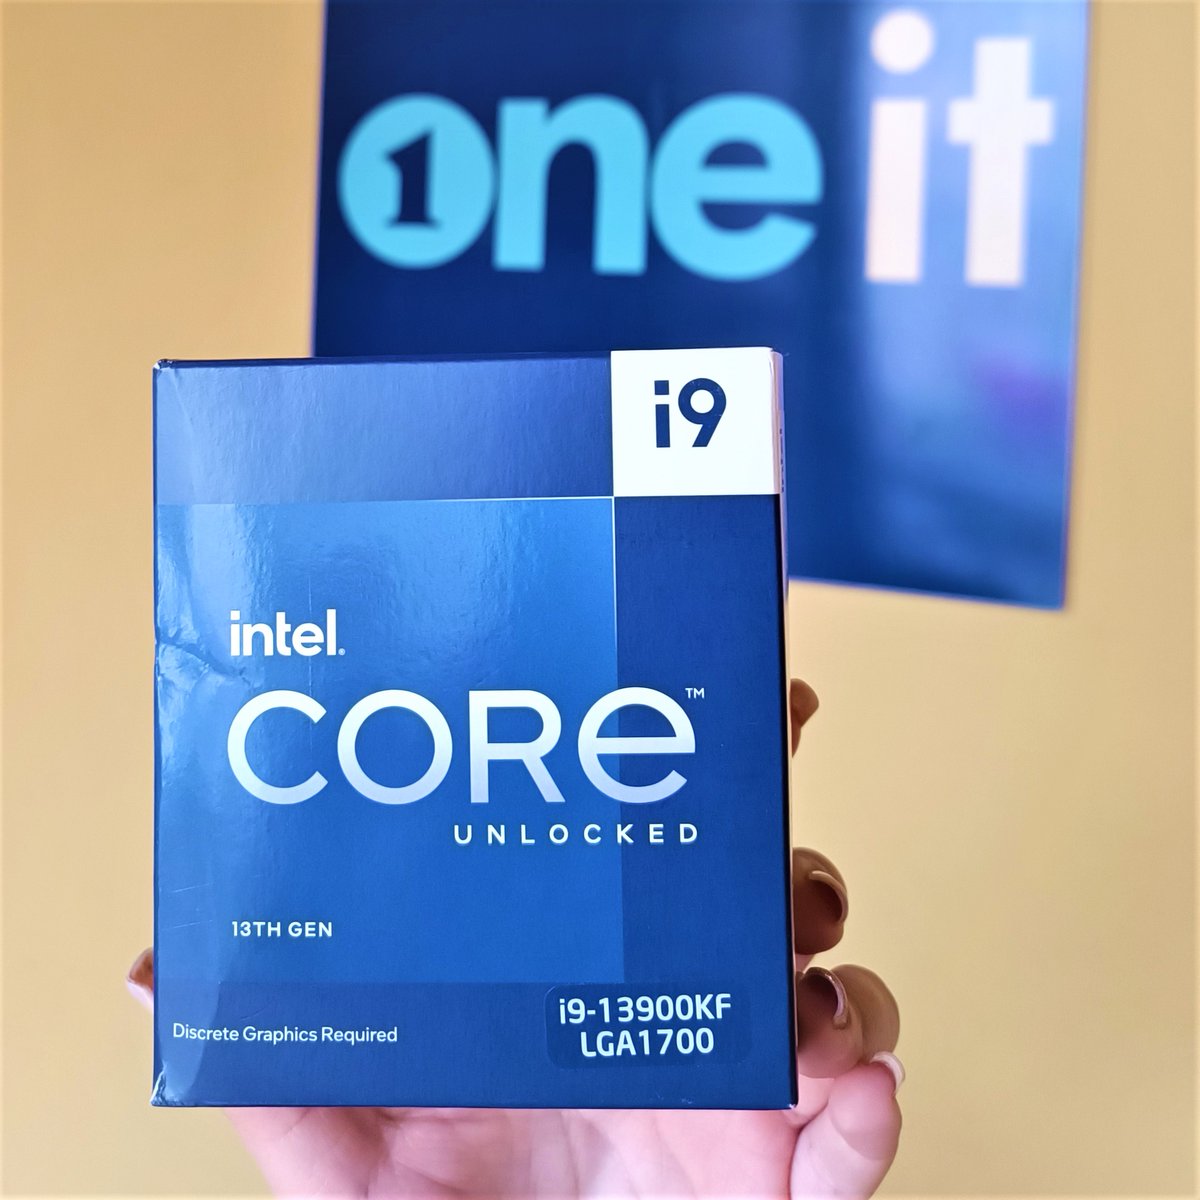 one it
i9
intel.
CORE™
UNLOCKED
13TH GEN
Discrete Graphics Required
i9-13900KF
LGA1700